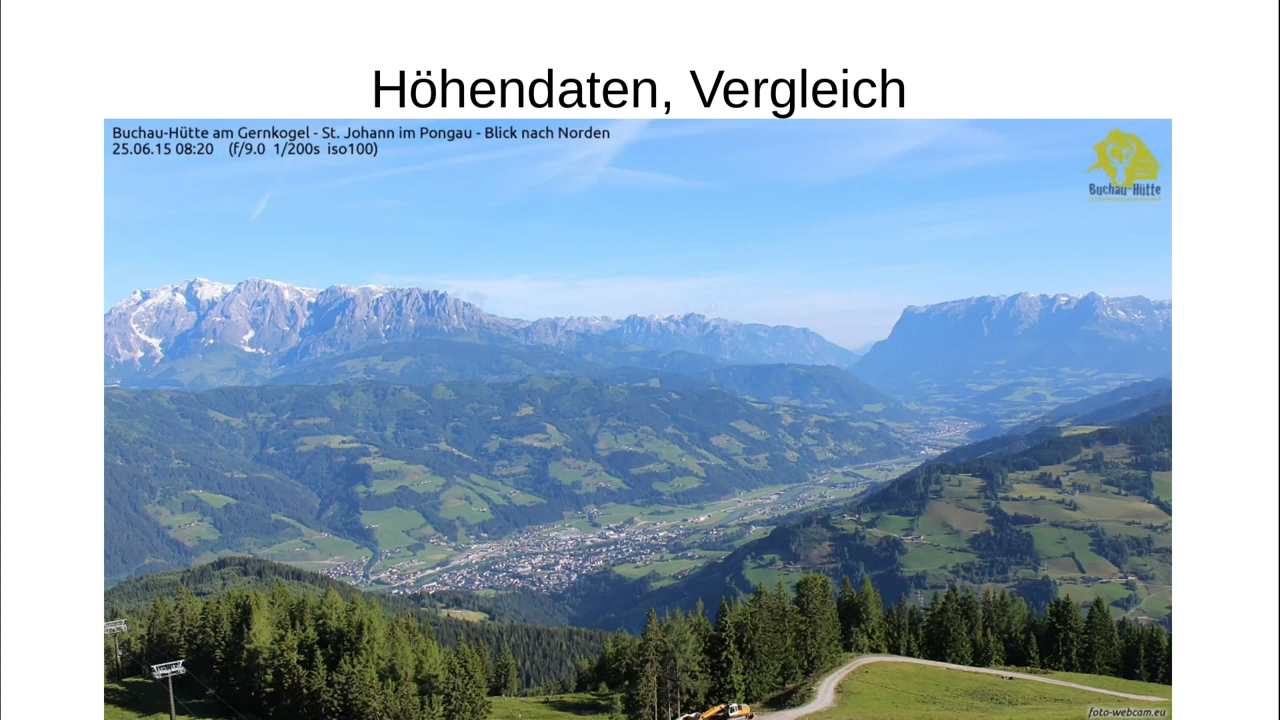 Höhendaten, Vergleich
Buchau-Hütte am Gernkogel - St. Johann im Pongau - Blick nach Norden
25.06.15 08:20 (f/9.0 1/200s iso100)
Buchau-Hütte
foto-webcam.eu